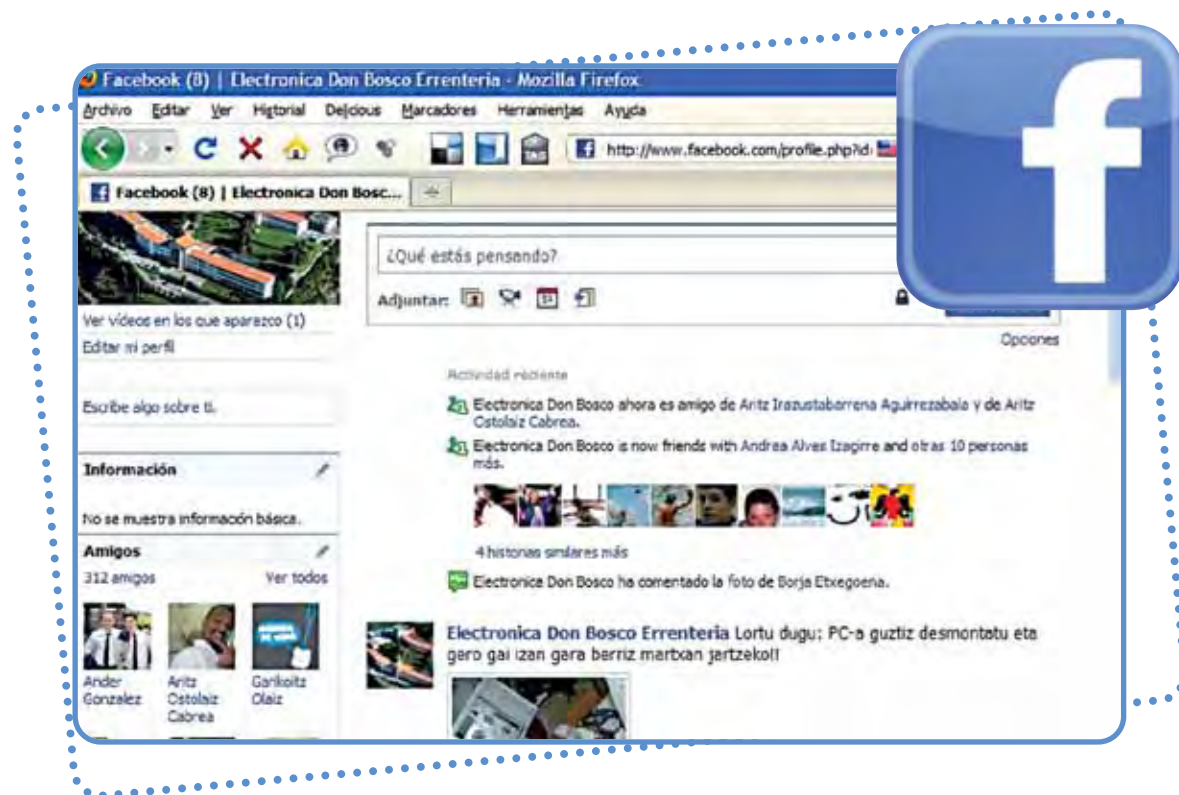 Facebook (8) | Electronica Don Bosco Errenteria - Mozilla Firefox
Archivo Editar Ver Historial Delicious Marcadores Herramientas Ayuda
TAG http://www.facebook.com/profile.php?id
Facebook (8) | Electronica Don Bosc...
f
¿Qué estás pensando?
Adjuntar: 31
Opciones
Ver vídeos en los que aparezco (1)
Editar mi perfil
Escribe algo sobre ti.
Información
No se muestra información básica.
Amigos
312 amigos Ver todos
Ander Gonzalez
Aritz Ostolaiz Cabrea
Garikoitz Olaiz
Actividad reciente
Electronica Don Bosco ahora es amigo de Aritz Irazustabarrena Aguirrezabala y de Aritz
Ostolaiz Cabrea.
Electronica Don Bosco is now friends with Andrea Alves Izagirre and otras 10 personas
más.
4 historias similares más
Electronica Don Bosco ha comentado la foto de Borja Etxegoena.
Electronica Don Bosco Errenteria Lortu dugu: PC-a guztiz desmontatu eta
gero gai izan gara berriz martxan jartzeko!!